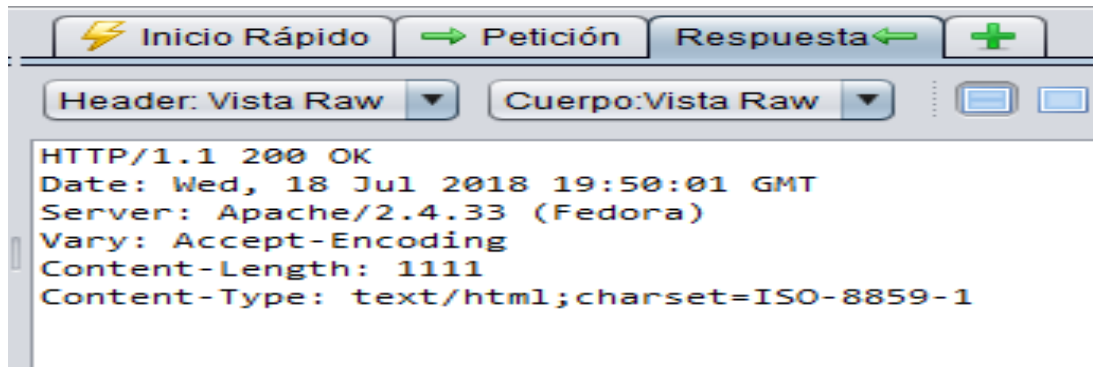 Inicio Rápido Petición Respuesta
Header: Vista Raw Cuerpo:Vista Raw
HTTP/1.1 200 OK
Date: Wed, 18 Jul 2018 19:50:01 GMT
Server: Apache/2.4.33 (Fedora)
Vary: Accept-Encoding
Content-Length: 1111
Content-Type: text/html;charset=ISO-8859-1